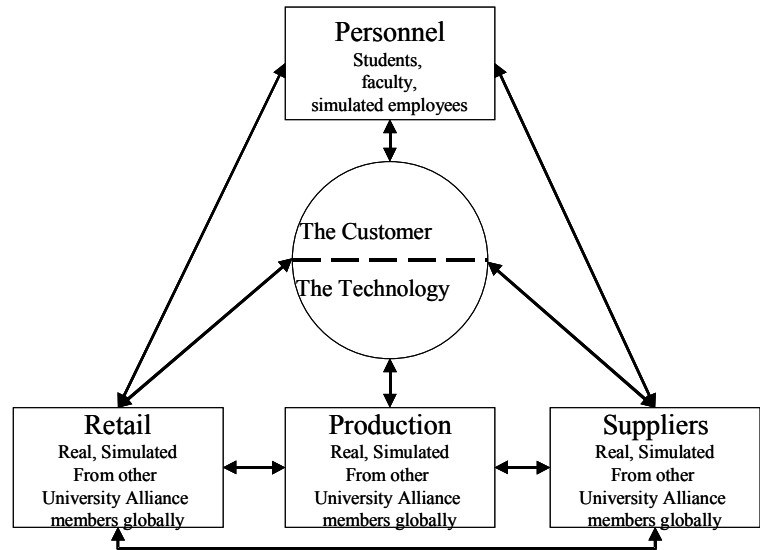 Personnel
Students,
faculty,
simulated employees
The Customer
The Technology
Retail
Real, Simulated
From other
University Alliance
members globally
Production
Real, Simulated
From other
University Alliance
members globally
Suppliers
Real, Simulated
From other
University Alliance
members globally